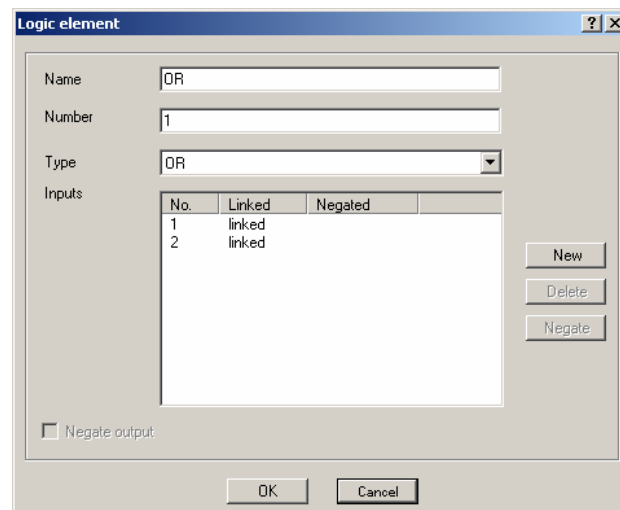 Logic element
Name OR
Number 1
Type OR
Inputs
No. Linked Negated
1 linked
2 linked
New
Delete
Negate
Negate output
OK Cancel